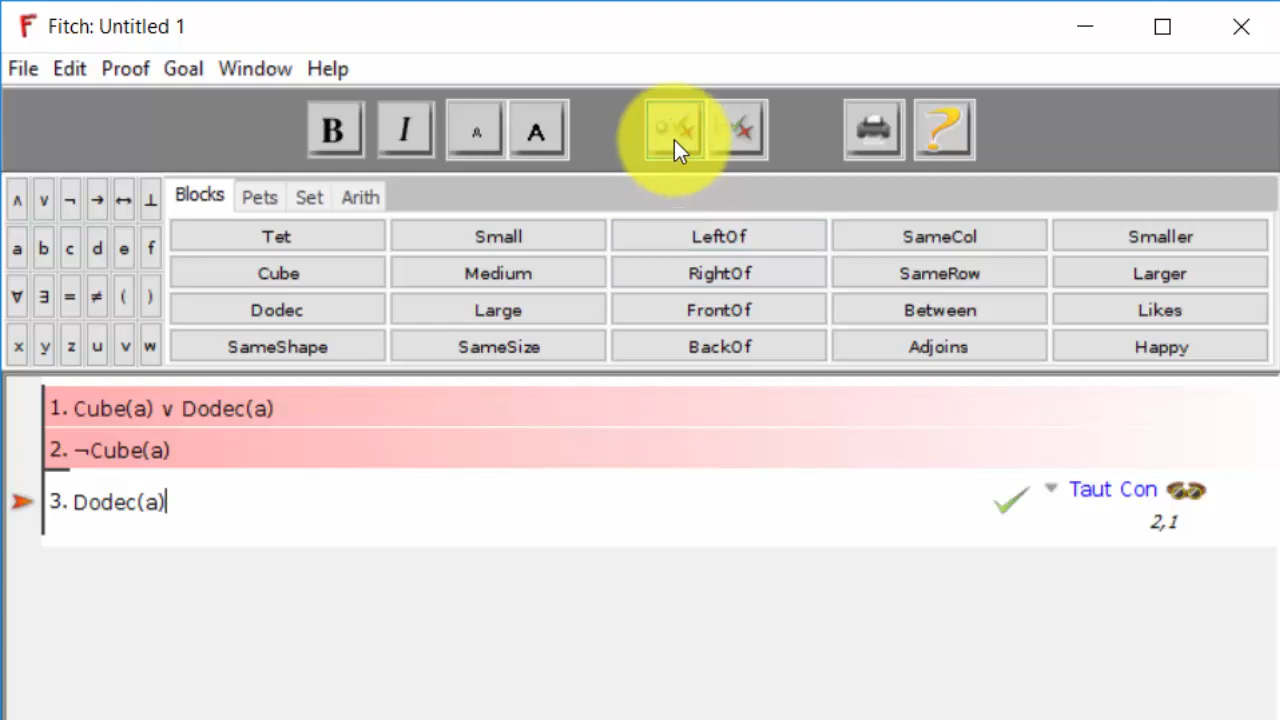 Fitch: Untitled 1
File Edit Proof Goal Window Help
B I A A
∧ ∨ ¬ → ↔ ⊥ Blocks Pets Set Arith
Tet Small LeftOf SameCol Smaller
a b c d e f
Cube Medium RightOf SameRow Larger
∀ ∃ = ≠ ( )
Dodec Large FrontOf Between Likes
x y z u v w SameShape SameSize BackOf Adjoins Happy
1. Cube(a) ∨ Dodec(a)
2. ¬Cube(a)
3. Dodec(a) Taut Con
2,1